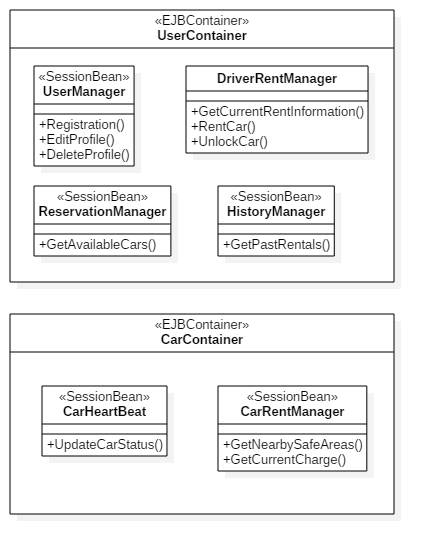 «EJBContainer»
UserContainer
«SessionBean»
UserManager
+Registration()
+EditProfile()
+DeleteProfile()
DriverRentManager
+GetCurrentRentInformation()
+RentCar()
+UnlockCar()
«SessionBean»
ReservationManager
+GetAvailableCars()
«SessionBean»
HistoryManager
+GetPastRentals()
«EJBContainer»
CarContainer
«SessionBean»
CarHeartBeat
+UpdateCarStatus()
«SessionBean»
CarRentManager
+GetNearbySafeAreas()
+GetCurrentCharge()